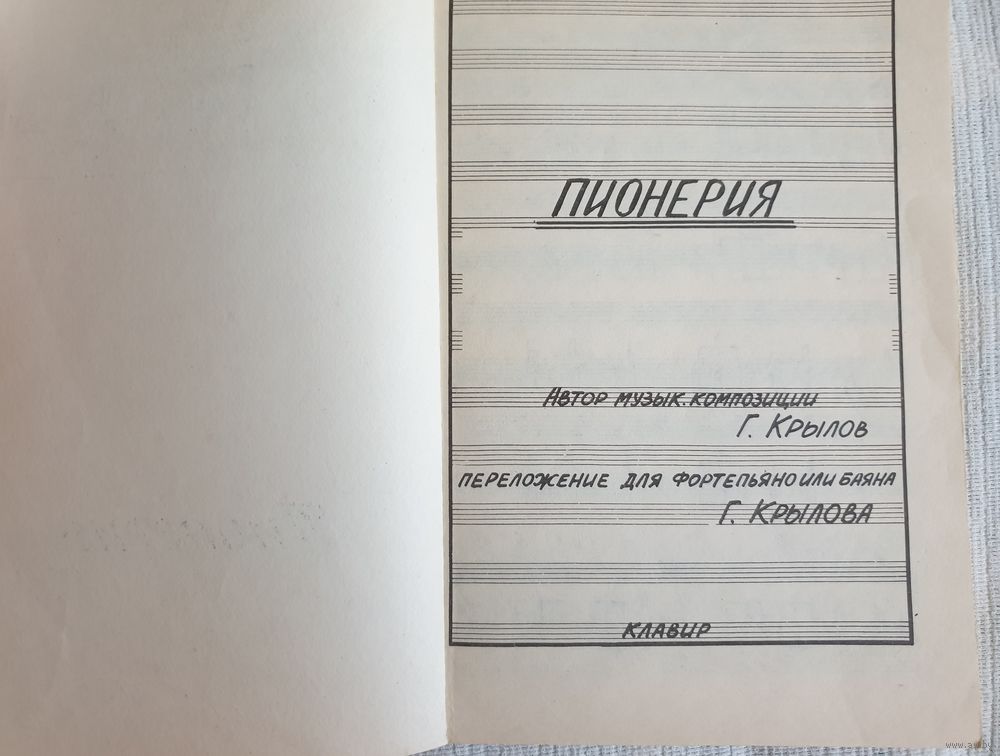 ПИОНЕРИЯ
АВТОР МУЗЫК. КОМПОЗИЦИИ
Г. КРЫЛОВ
ПЕРЕЛОЖЕНИЕ ДЛЯ ФОРТЕПЬЯНО ИЛИ БАЯНА
Г. КРЫЛОВА
КЛАВИР